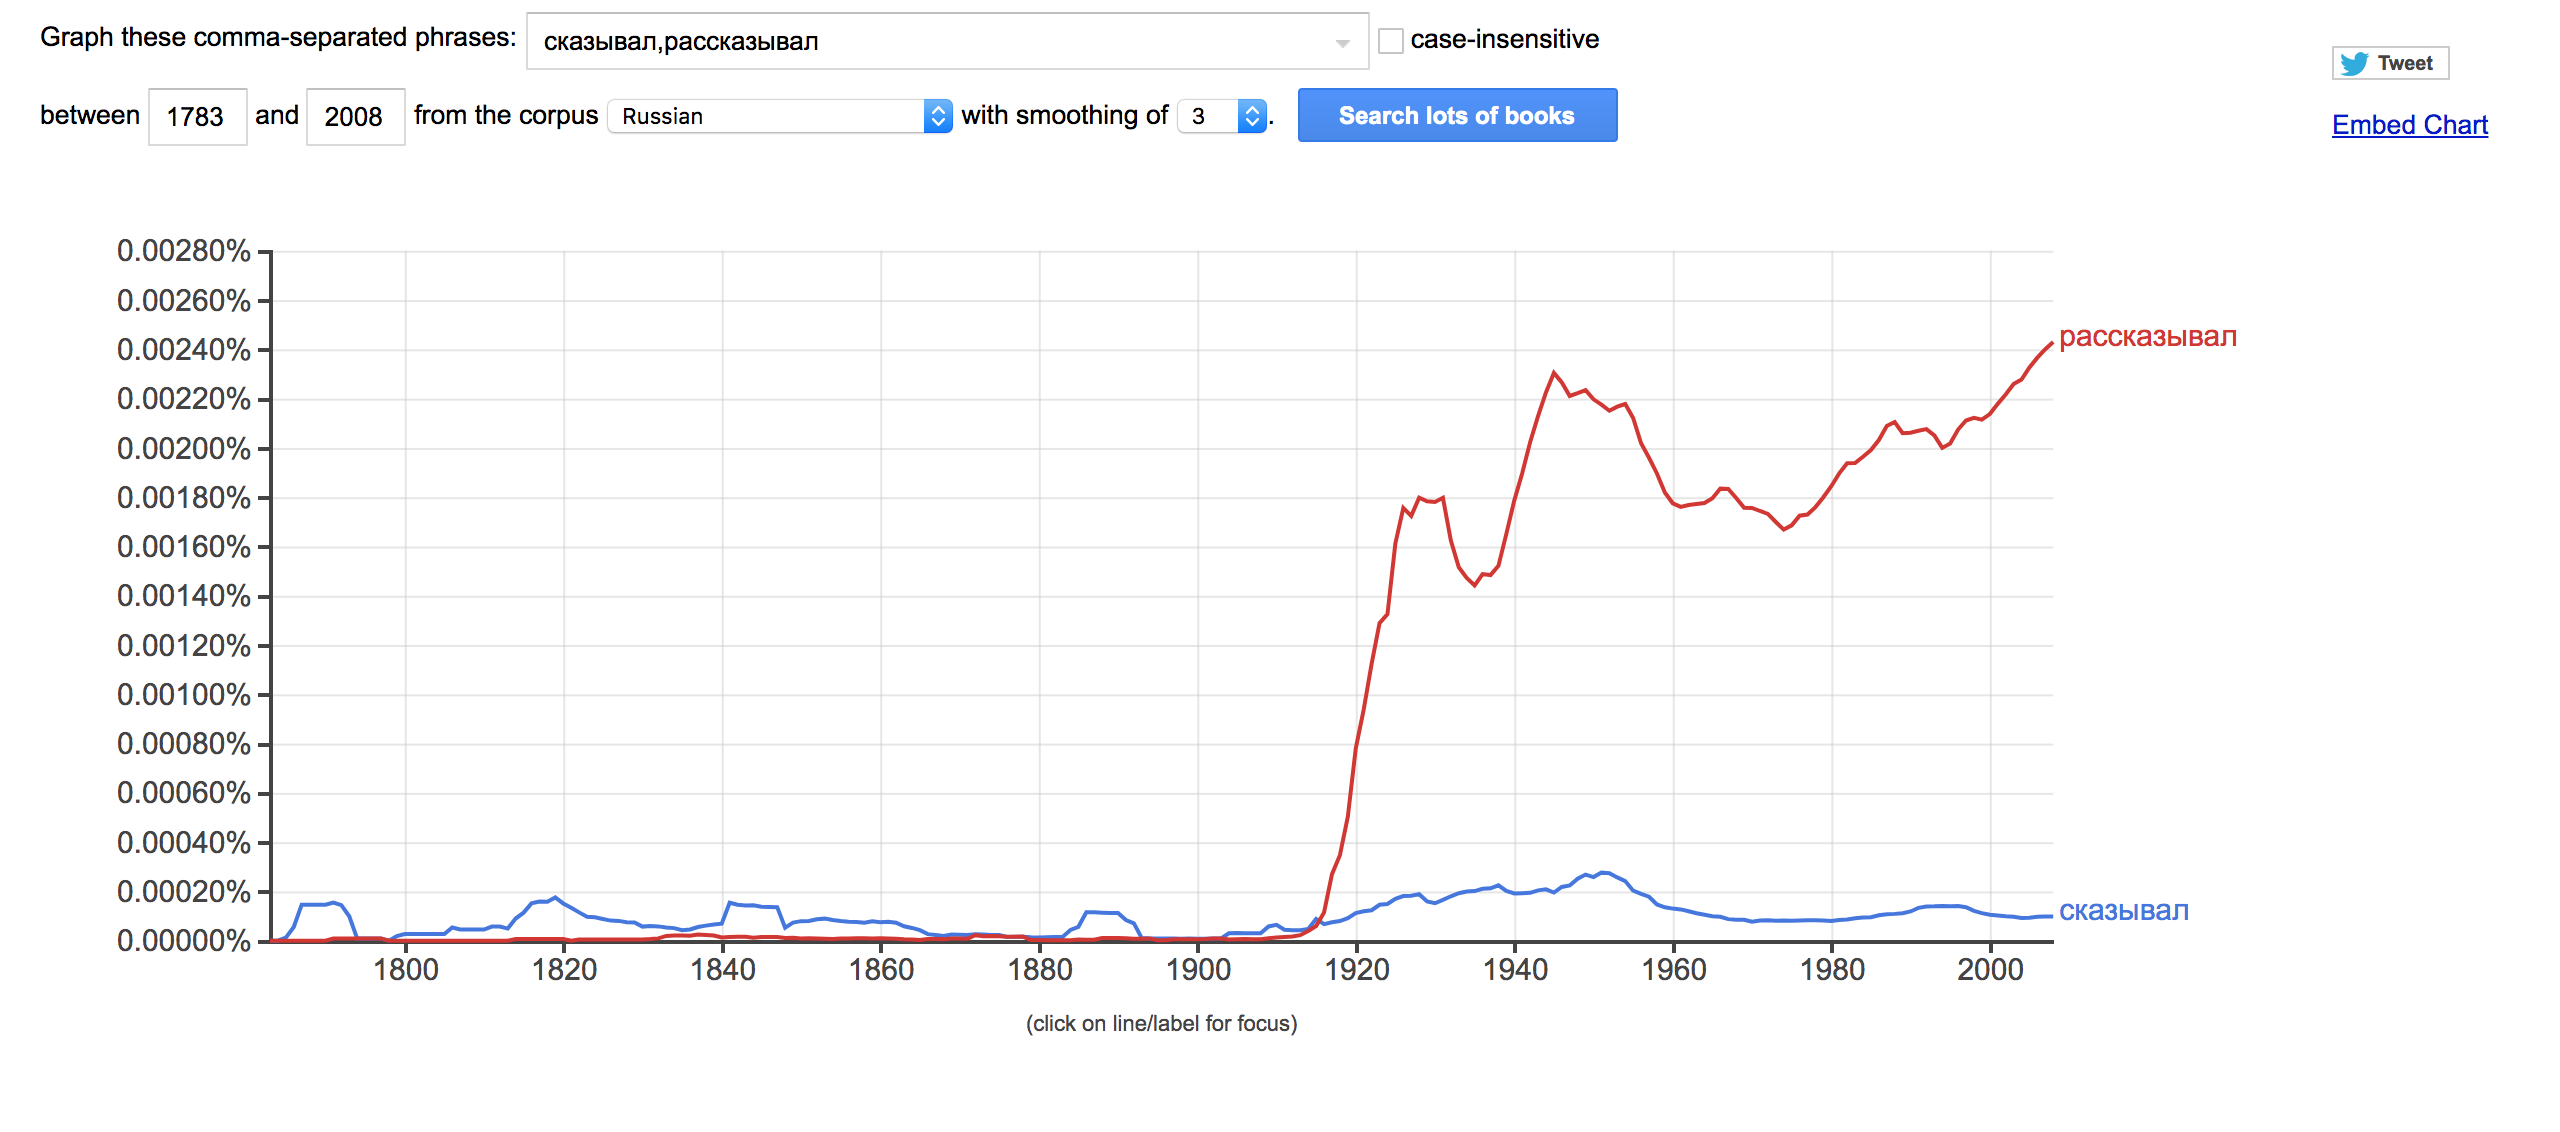 Graph these comma-separated phrases: сказывал,рассказывал case-insensitive
Tweet
between 1783 and 2008 from the corpus Russian with smoothing of 3 . Search lots of books
Embed Chart
0.00280%
0.00260%
0.00240%
0.00220%
0.00200%
0.00180%
0.00160%
0.00140%
0.00120%
0.00100%
0.00080%
0.00060%
0.00040%
0.00020%
0.00000%
рассказывал
сказывал
1800 1820 1840 1860 1880 1900 1920 1940 1960 1980 2000
(click on line/label for focus)